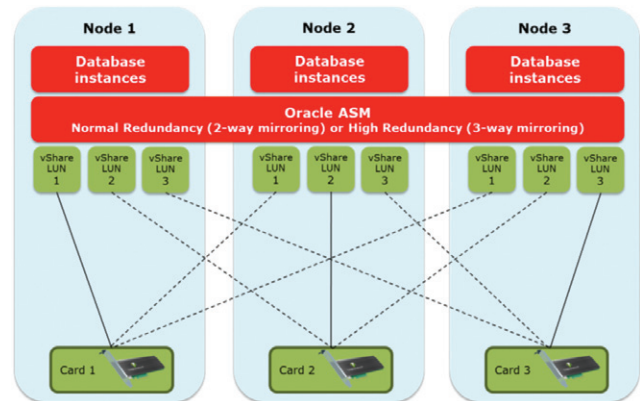 Node 1
Node 2
Node 3
Database
instances
Database
instances
Database
instances
Oracle ASM
Normal Redundancy (2-way mirroring) or High Redundancy (3-way mirroring)
vShare
LUN
1
vShare
LUN
2
vShare
LUN
3
vShare
LUN
1
vShare
LUN
2
vShare
LUN
3
vShare
LUN
1
vShare
LUN
2
vShare
LUN
3
Card 1
Card 2
Card 3